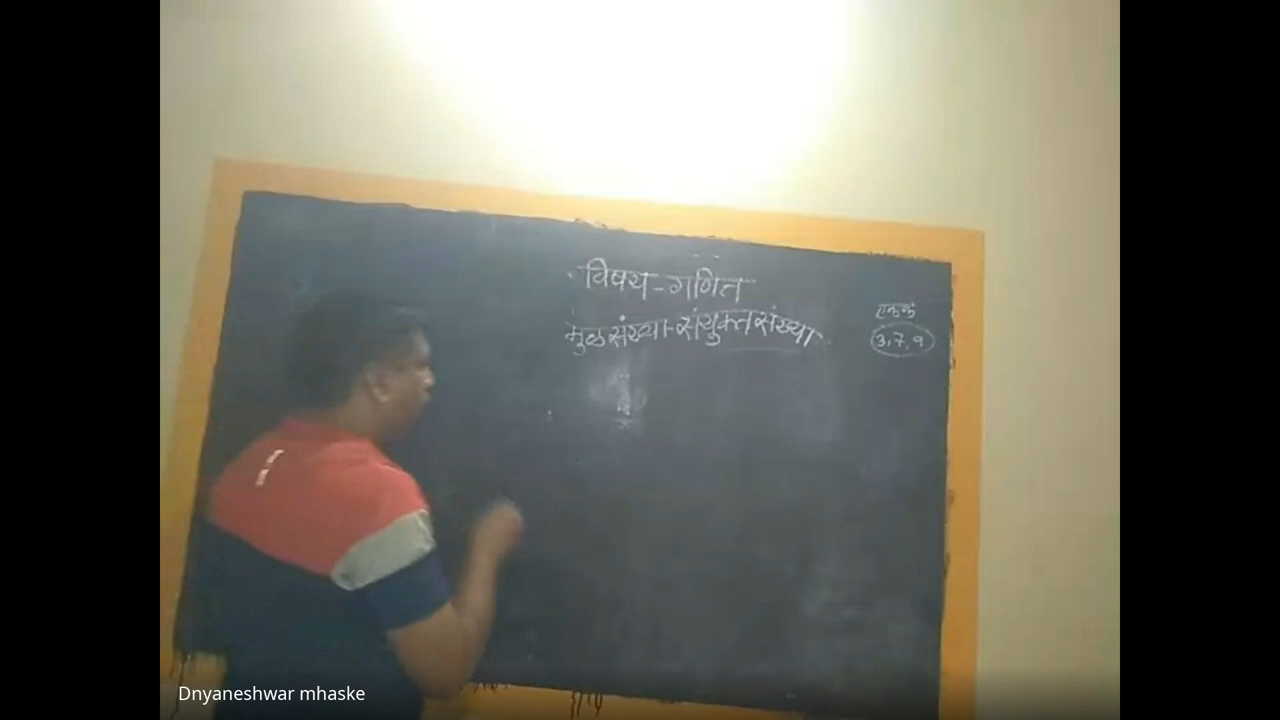 विषय-गणित
मुळसंख्या-संयुक्तसंख्या
एककं
3,7,9
Dnyaneshwar mhaske